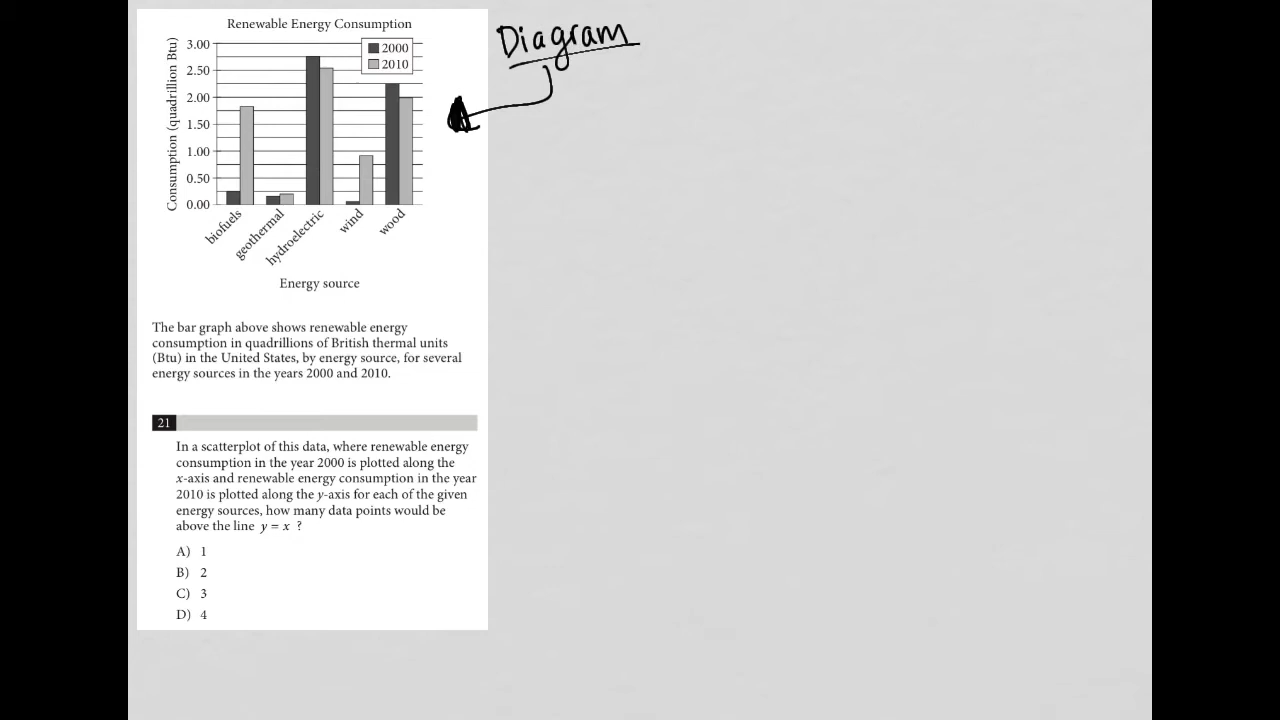 Renewable Energy Consumption
Diagram
Consumption (quadrillion Btu)
3.00
2.50
2.00
1.50
1.00
0.50
0.00
2000
2010
biofuels
geothermal
hydroelectric
wind
wood
Energy source
The bar graph above shows renewable energy
consumption in quadrillions of British thermal units
(Btu) in the United States, by energy source, for several
energy sources in the years 2000 and 2010.
21
In a scatterplot of this data, where renewable energy
consumption in the year 2000 is plotted along the
x-axis and renewable energy consumption in the year
2010 is plotted along the y-axis for each of the given
energy sources, how many data points would be
above the line y = x ?
A) 1
B) 2
C) 3
D) 4